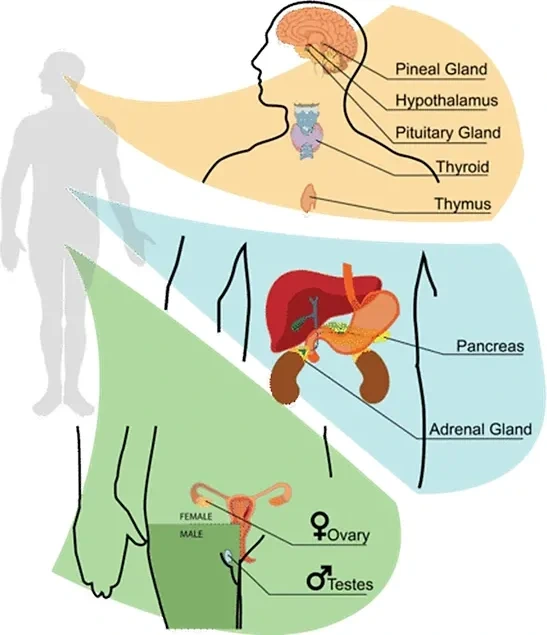 Pineal Gland
Hypothalamus
Pituitary Gland
Thyroid
Thymus
Pancreas
Adrenal Gland
FEMALE
MALE
♀Ovary
♂Testes